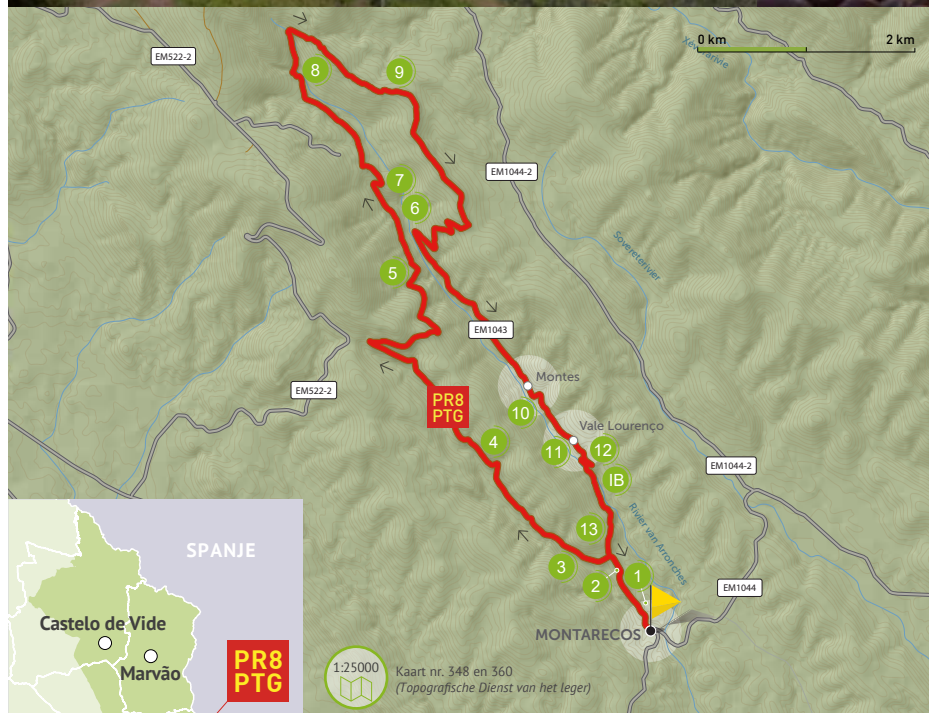 0 km
2 km
EM522-2
Xévorarivie
8
9
EM1044-2
7
6
Sovereterivier
5
EM1043
Montes
EM522-2
PR8
PTG
10
Vale Lourenço
4
11
12
EM1044-2
IB
Rivier van Arronches
13
3
2
1
EM1044
MONTARECOS
SPANJE
Castelo de Vide
Marvão
PR8
PTG
1:25000
Kaart nr. 348 en 360
(Topografische Dienst van het leger)